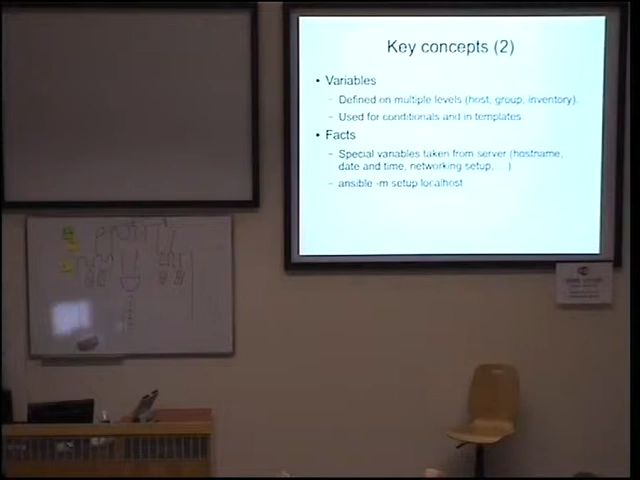 Key concepts (2)
• Variables
– Defined on multiple levels (host, group, inventory).
– Used for conditionals and in templates
• Facts
– Special variables taken from server (hostname,
date and time, networking setup, ...)
– ansible -m setup localhost